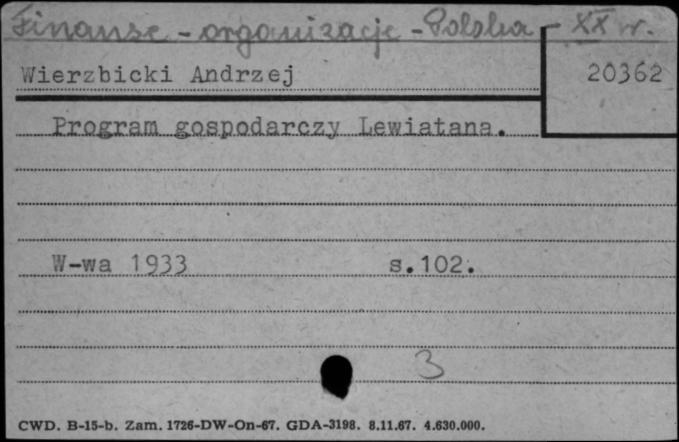 Finanse - organizacje - Polska - XX w.
Wierzbicki Andrzej
20362
Program gospodarczy Lewiatana.
W-wa 1933 s.102.
3
CWD. B-15-b. Zam. 1726-DW-On-67. GDA-3198. 8.11.67. 4.630.000.